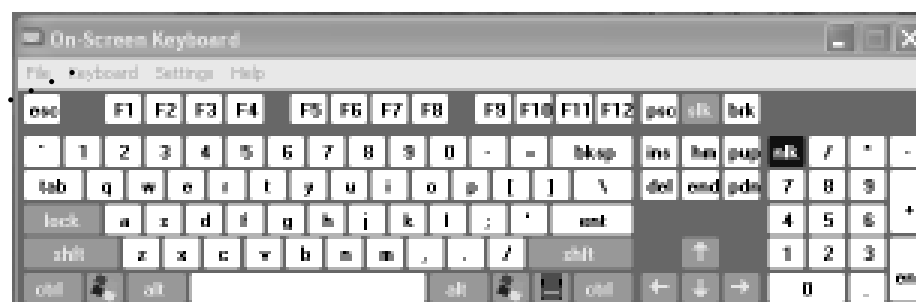 On-Screen Keyboard
File Keyboard Settings Help
esc F1 F2 F3 F4 F5 F6 F7 F8 F9 F10 F11 F12 psc slk brk
` 1 2 3 4 5 6 7 8 9 0 - = bksp ins hm pup nlk / * -
tab q w e r t y u i o p [ ] \ del end pdn 7 8 9
lock a s d f g h j k l ; ' ent 4 5 6 +
shft z x c v b n m , . / shft ↑ 1 2 3
ctrl alt alt ctrl ← ↓ → 0 . en